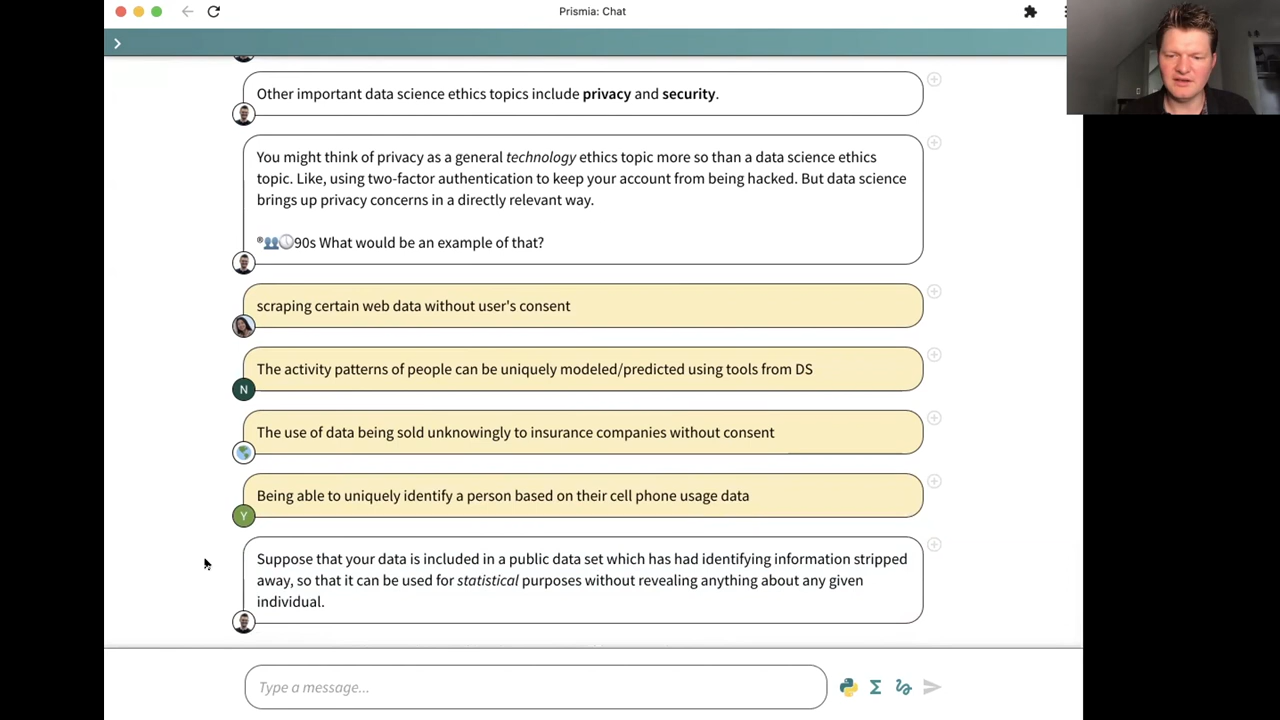 Prismia: Chat
Other important data science ethics topics include privacy and security.
You might think of privacy as a general technology ethics topic more so than a data science ethics
topic. Like, using two-factor authentication to keep your account from being hacked. But data science
brings up privacy concerns in a directly relevant way.
®👥🕔90s What would be an example of that?
scraping certain web data without user's consent
The activity patterns of people can be uniquely modeled/predicted using tools from DS
N
The use of data being sold unknowingly to insurance companies without consent
Being able to uniquely identify a person based on their cell phone usage data
Y
Suppose that your data is included in a public data set which has had identifying information stripped
away, so that it can be used for statistical purposes without revealing anything about any given
individual.
Type a message...
Σ